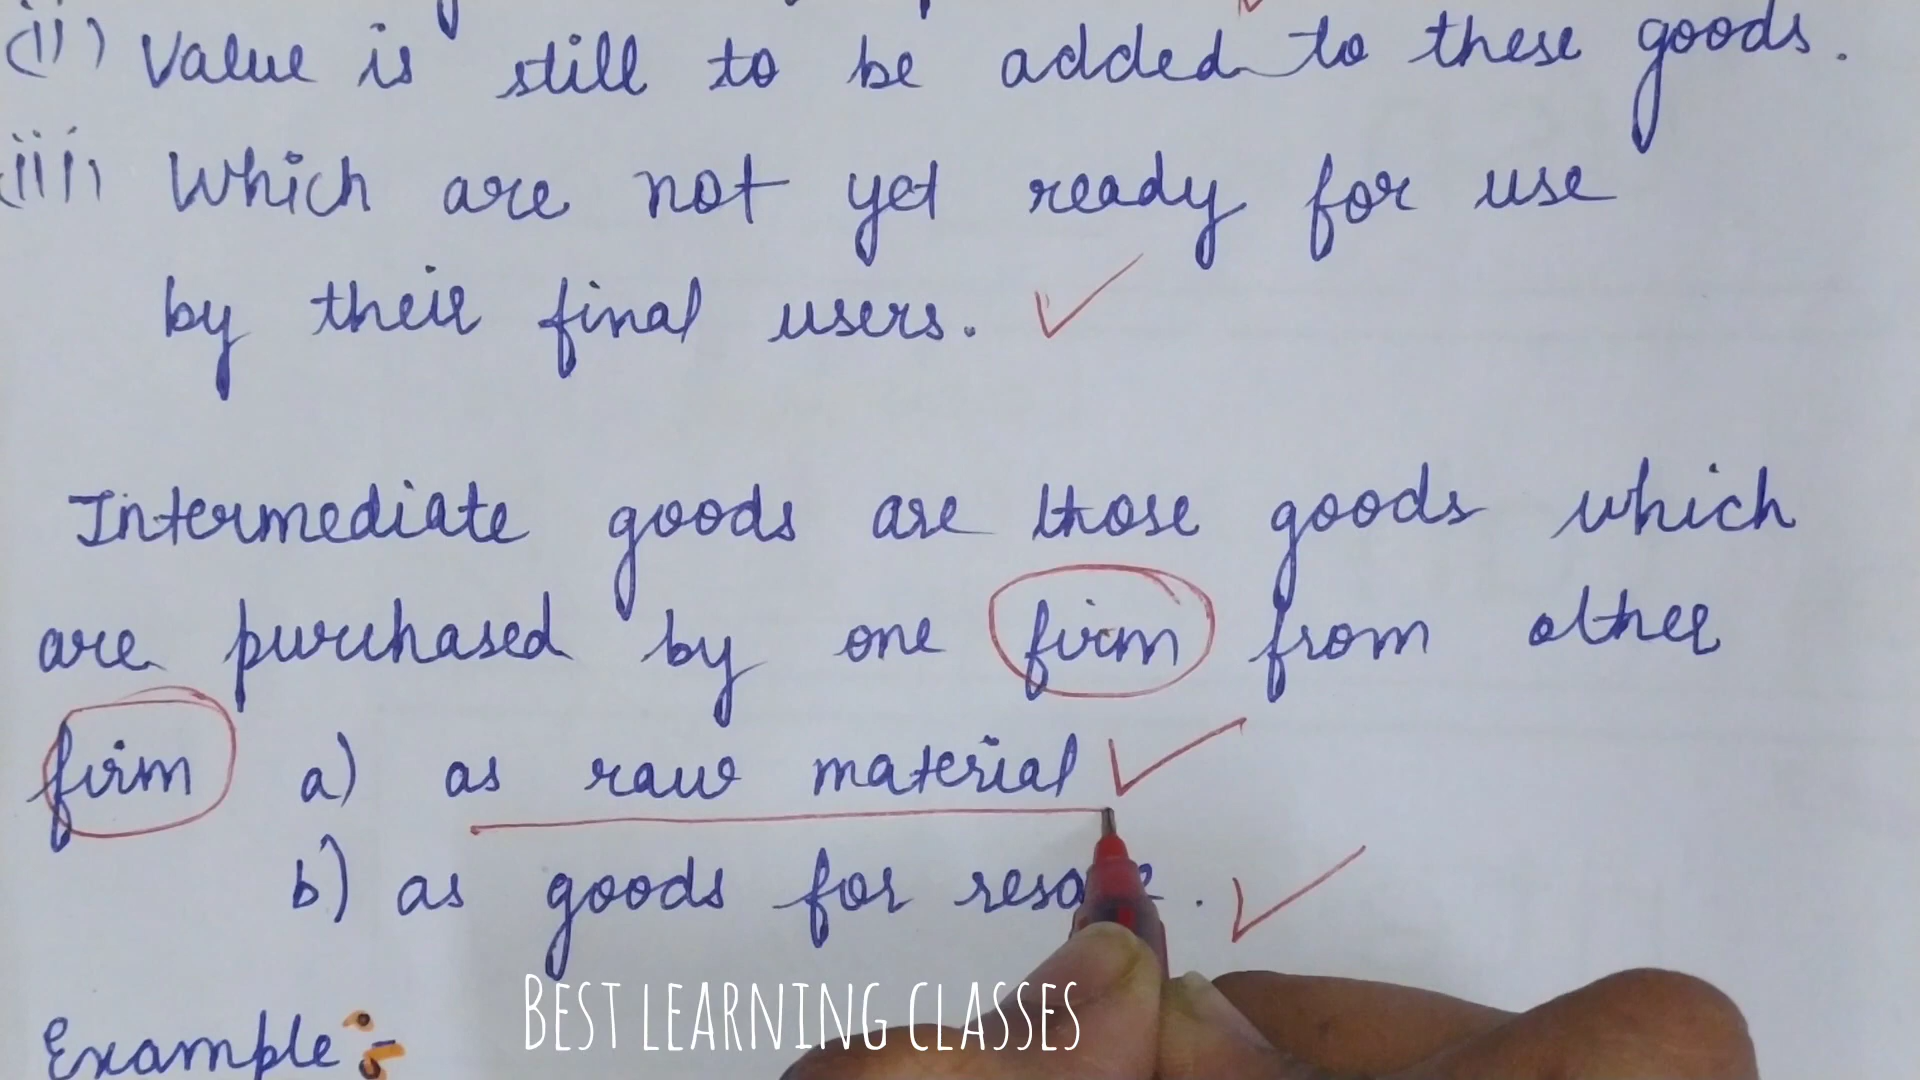 (ii) Value is still to be added to these goods.
(iii) Which are not yet ready for use
by their final users.
Intermediate goods are those goods which
are purchased by one firm from other
firm a) as raw material
b) as goods for
Example :-
BEST LEARNING CLASSES